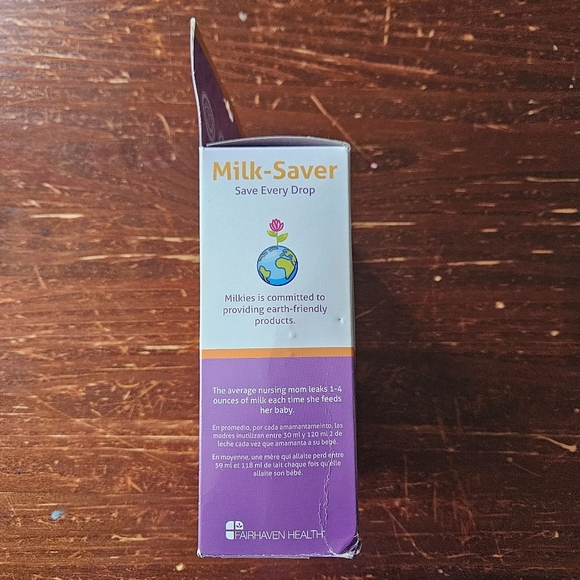 Milk-Saver
Save Every Drop
Milkies is committed to
providing earth-friendly
products.
The average nursing mom leaks 1-4
ounces of milk each time she feeds
her baby.
En promedio, por cada amamantameinto, las
madres inutilizan entre 30 ml y 120 ml 2 de
leche cada vez que amamanta a su bebé.
En moyenne, une mère qui allaite perd entre
59 ml et 118 ml de lait chaque fois qu'elle
allaite son bébé.
FAIRHAVEN HEALTH